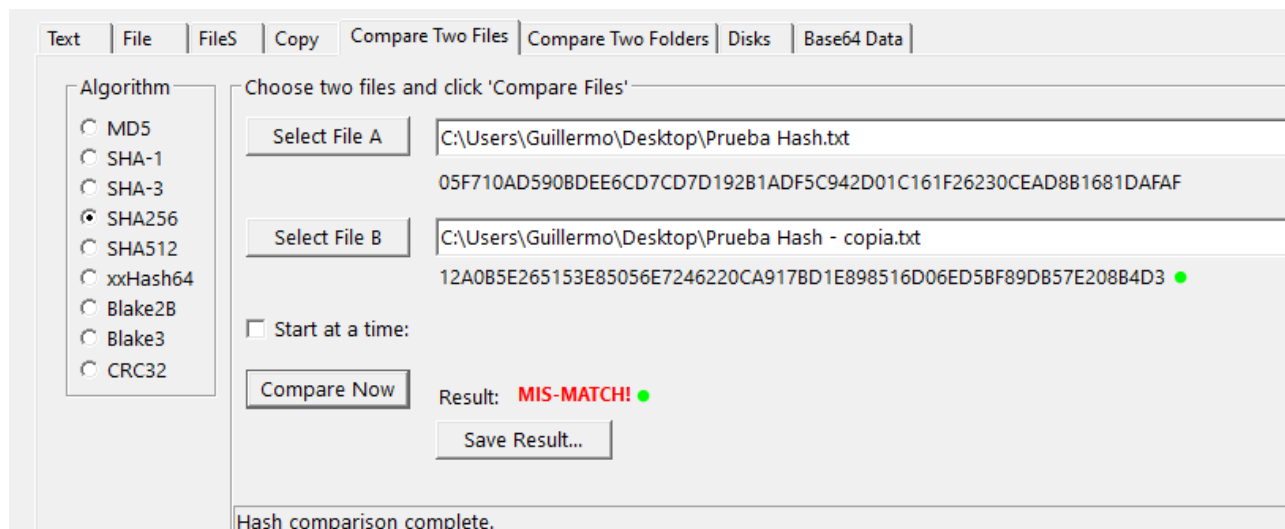 Text File FileS Copy Compare Two Files Compare Two Folders Disks Base64 Data
Algorithm
MD5
SHA-1
SHA-3
SHA256
SHA512
xxHash64
Blake2B
Blake3
CRC32
Choose two files and click 'Compare Files'
Select File A C:\Users\Guillermo\Desktop\Prueba Hash.txt
05F710AD590BDEE6CD7CD7D192B1ADF5C942D01C161F26230CEAD8B1681DAFAF
Select File B C:\Users\Guillermo\Desktop\Prueba Hash - copia.txt
12A0B5E265153E85056E7246220CA917BD1E898516D06ED5BF89DB57E208B4D3
Start at a time:
Compare Now Result: MIS-MATCH!
Save Result...
Hash comparison complete.